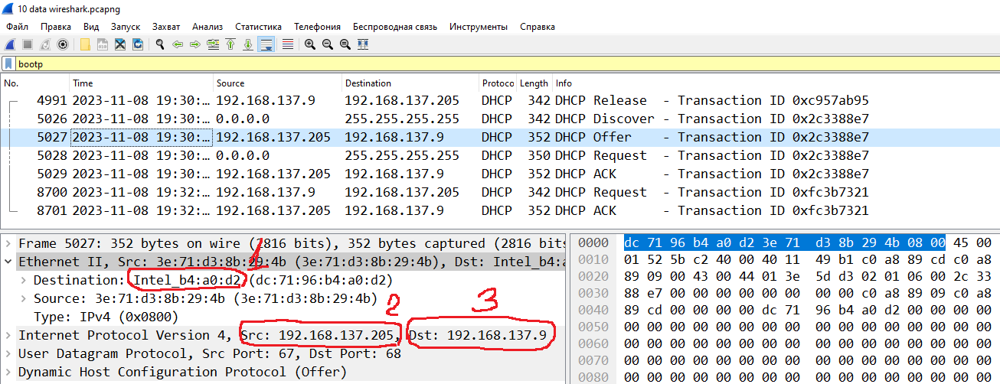 10 data wireshark.pcapng
Файл Правка Вид Запуск Захват Анализ Статистика Телефония Беспроводная связь Инструменты Справка
bootp
No. Time Source Destination Protoco Length Info
4991 2023-11-08 19:30:… 192.168.137.9 192.168.137.205 DHCP 342 DHCP Release - Transaction ID 0xc957ab95
5026 2023-11-08 19:30:… 0.0.0.0 255.255.255.255 DHCP 342 DHCP Discover - Transaction ID 0x2c3388e7
5027 2023-11-08 19:30:… 192.168.137.205 192.168.137.9 DHCP 352 DHCP Offer - Transaction ID 0x2c3388e7
5028 2023-11-08 19:30:… 0.0.0.0 255.255.255.255 DHCP 350 DHCP Request - Transaction ID 0x2c3388e7
5029 2023-11-08 19:30:… 192.168.137.205 192.168.137.9 DHCP 352 DHCP ACK - Transaction ID 0x2c3388e7
8700 2023-11-08 19:32:… 192.168.137.9 192.168.137.205 DHCP 342 DHCP Request - Transaction ID 0xfc3b7321
8701 2023-11-08 19:32:… 192.168.137.205 192.168.137.9 DHCP 352 DHCP ACK - Transaction ID 0xfc3b7321
Frame 5027: 352 bytes on wire (2816 bits), 352 bytes captured (2816 bits
1
Ethernet II, Src: 3e:71:d3:8b:29:4b (3e:71:d3:8b:29:4b), Dst: Intel_b4:a
Destination: Intel_b4:a0:d2 (dc:71:96:b4:a0:d2)
Source: 3e:71:d3:8b:29:4b (3e:71:d3:8b:29:4b)
Type: IPv4 (0x0800)
2 3
Internet Protocol Version 4, Src: 192.168.137.205, Dst: 192.168.137.9
User Datagram Protocol, Src Port: 67, Dst Port: 68
Dynamic Host Configuration Protocol (Offer)
0000 dc 71 96 b4 a0 d2 3e 71 d3 8b 29 4b 08 00 45 00
0010 01 52 5b c2 40 00 40 11 49 b1 c0 a8 89 cd c0 a8
0020 89 09 00 43 00 44 01 3e 5d d3 02 01 06 00 2c 33
0030 88 e7 00 00 00 00 00 00 00 00 c0 a8 89 09 c0 a8
0040 89 cd 00 00 00 00 dc 71 96 b4 a0 d2 00 00 00 00
0050 00 00 00 00 00 00 00 00 00 00 00 00 00 00 00 00
0060 00 00 00 00 00 00 00 00 00 00 00 00 00 00 00 00
0070 00 00 00 00 00 00 00 00 00 00 00 00 00 00 00 00
0080 00 00 00 00 00 00 00 00 00 00 00 00 00 00 00 00